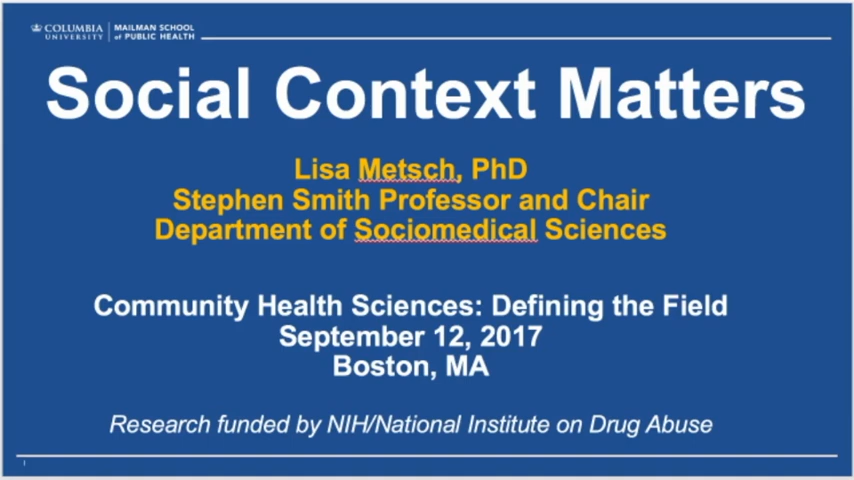 COLUMBIA UNIVERSITY
MAILMAN SCHOOL of PUBLIC HEALTH
Social Context Matters
Lisa Metsch, PhD
Stephen Smith Professor and Chair
Department of Sociomedical Sciences
Community Health Sciences: Defining the Field
September 12, 2017
Boston, MA
Research funded by NIH/National Institute on Drug Abuse
1